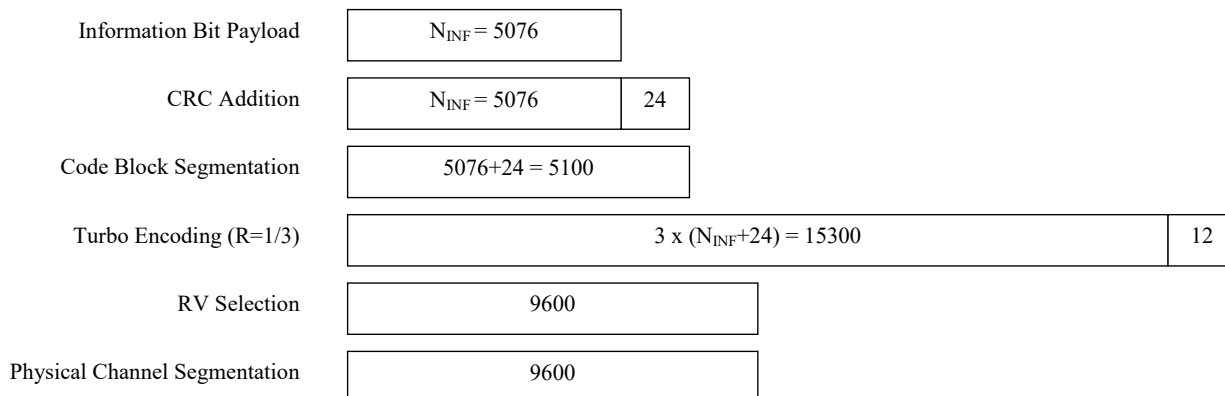 Information Bit Payload
N_INF = 5076
CRC Addition
N_INF = 5076
24
Code Block Segmentation
5076+24 = 5100
Turbo Encoding (R=1/3)
3 x (N_INF+24) = 15300
12
RV Selection
9600
Physical Channel Segmentation
9600